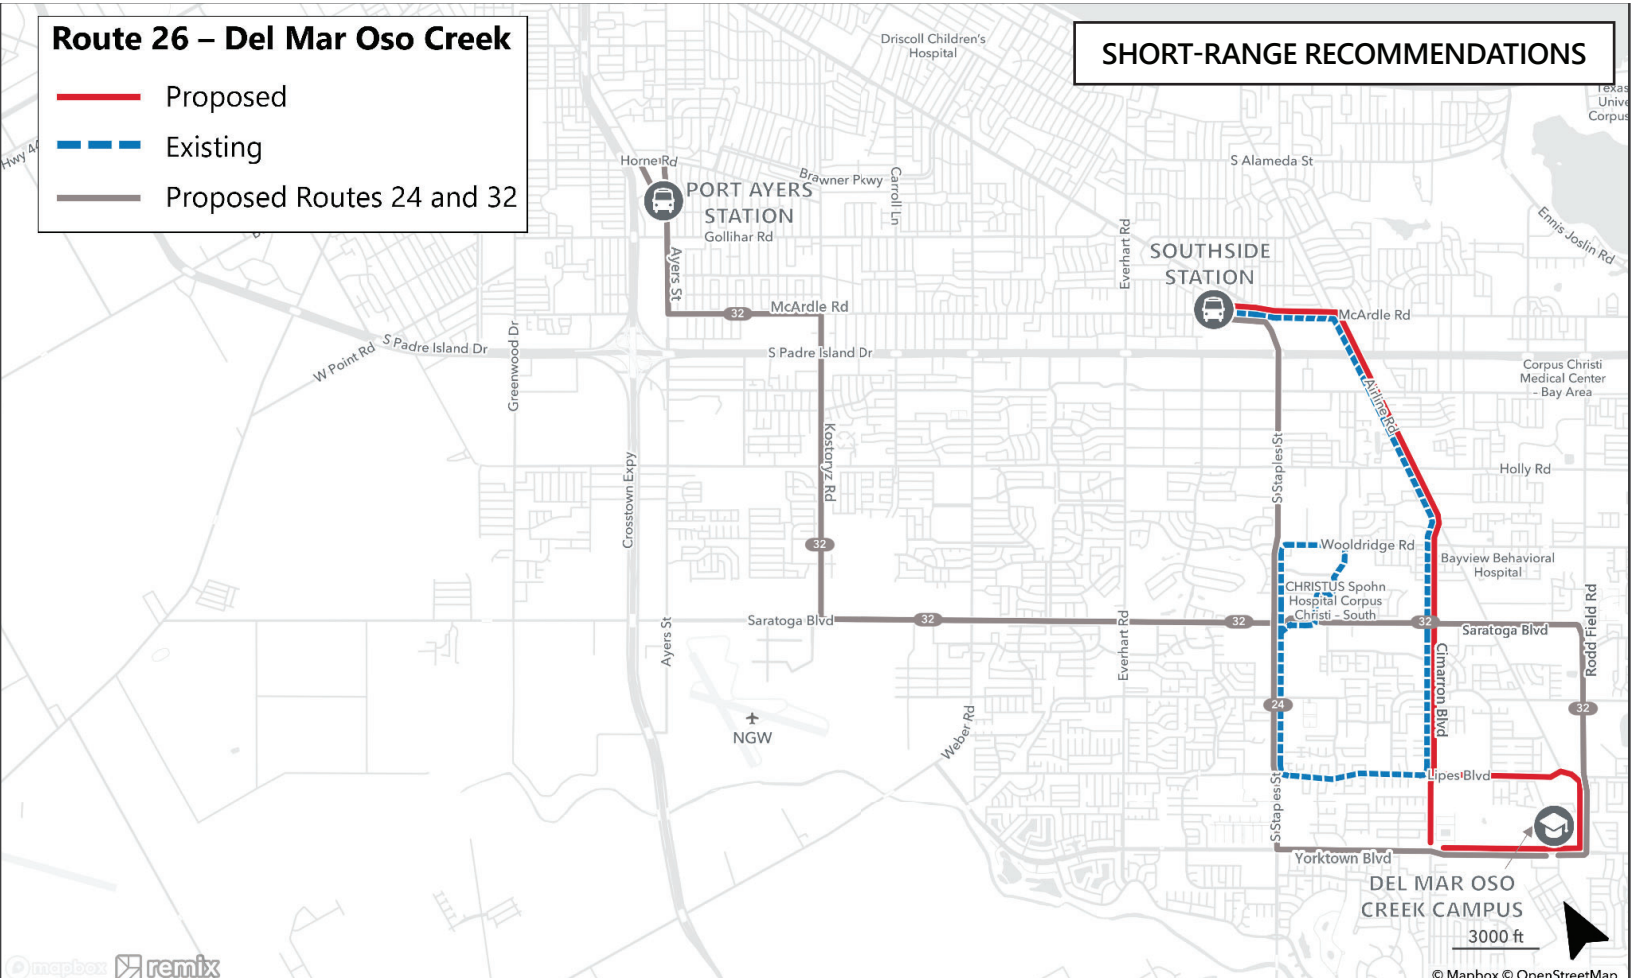 Route 26 – Del Mar Oso Creek
Proposed
Existing
Proposed Routes 24 and 32
SHORT-RANGE RECOMMENDATIONS
Driscoll Children's
Hospital
Texas
Unive
Corpus
Hwy 44
Horne Rd
Brawner Pkwy
Carroll Ln
S Alameda St
PORT AYERS
STATION
Gollihar Rd
Ennis Joslin Rd
Everhart Rd
SOUTHSIDE
STATION
Ayers St
32
McArdle Rd
McArdle Rd
S Padre Island Dr
W Point Rd
Greenwood Dr
S Padre Island Dr
Corpus Christi
Medical Center
- Bay Area
Airline Rd
Kostoryz Rd
Crosstown Expy
S Staples St
Holly Rd
32
Wooldridge Rd
Bayview Behavioral
Hospital
CHRISTUS Spohn
Hospital Corpus
Christi - South
Rodd Field Rd
Saratoga Blvd
32
32
32
Saratoga Blvd
Ayers St
Everhart Rd
Cimarron Blvd
24
32
Weber Rd
NGW
Lipes Blvd
S Staples St
Yorktown Blvd
DEL MAR OSO
CREEK CAMPUS
3000 ft
mapbox remix
© Mapbox © OpenStreetMap